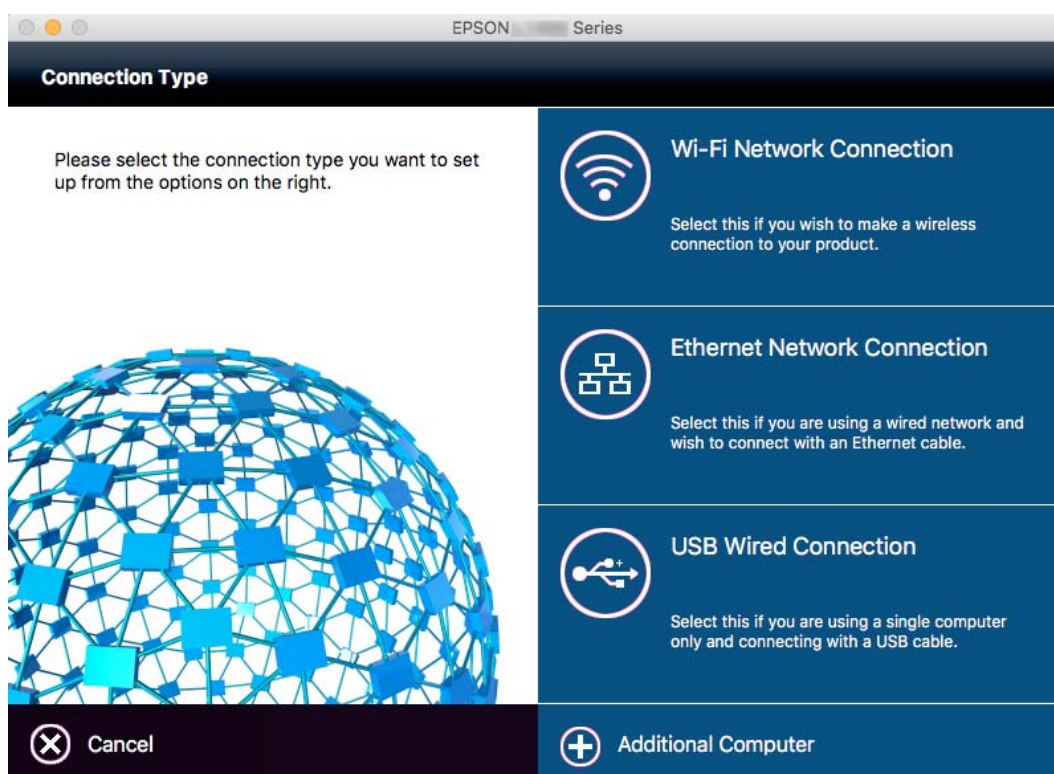 EPSON Series
Connection Type
Please select the connection type you want to set
up from the options on the right.
Wi-Fi Network Connection
Select this if you wish to make a wireless
connection to your product.
Ethernet Network Connection
Select this if you are using a wired network and
wish to connect with an Ethernet cable.
USB Wired Connection
Select this if you are using a single computer
only and connecting with a USB cable.
Cancel
Additional Computer